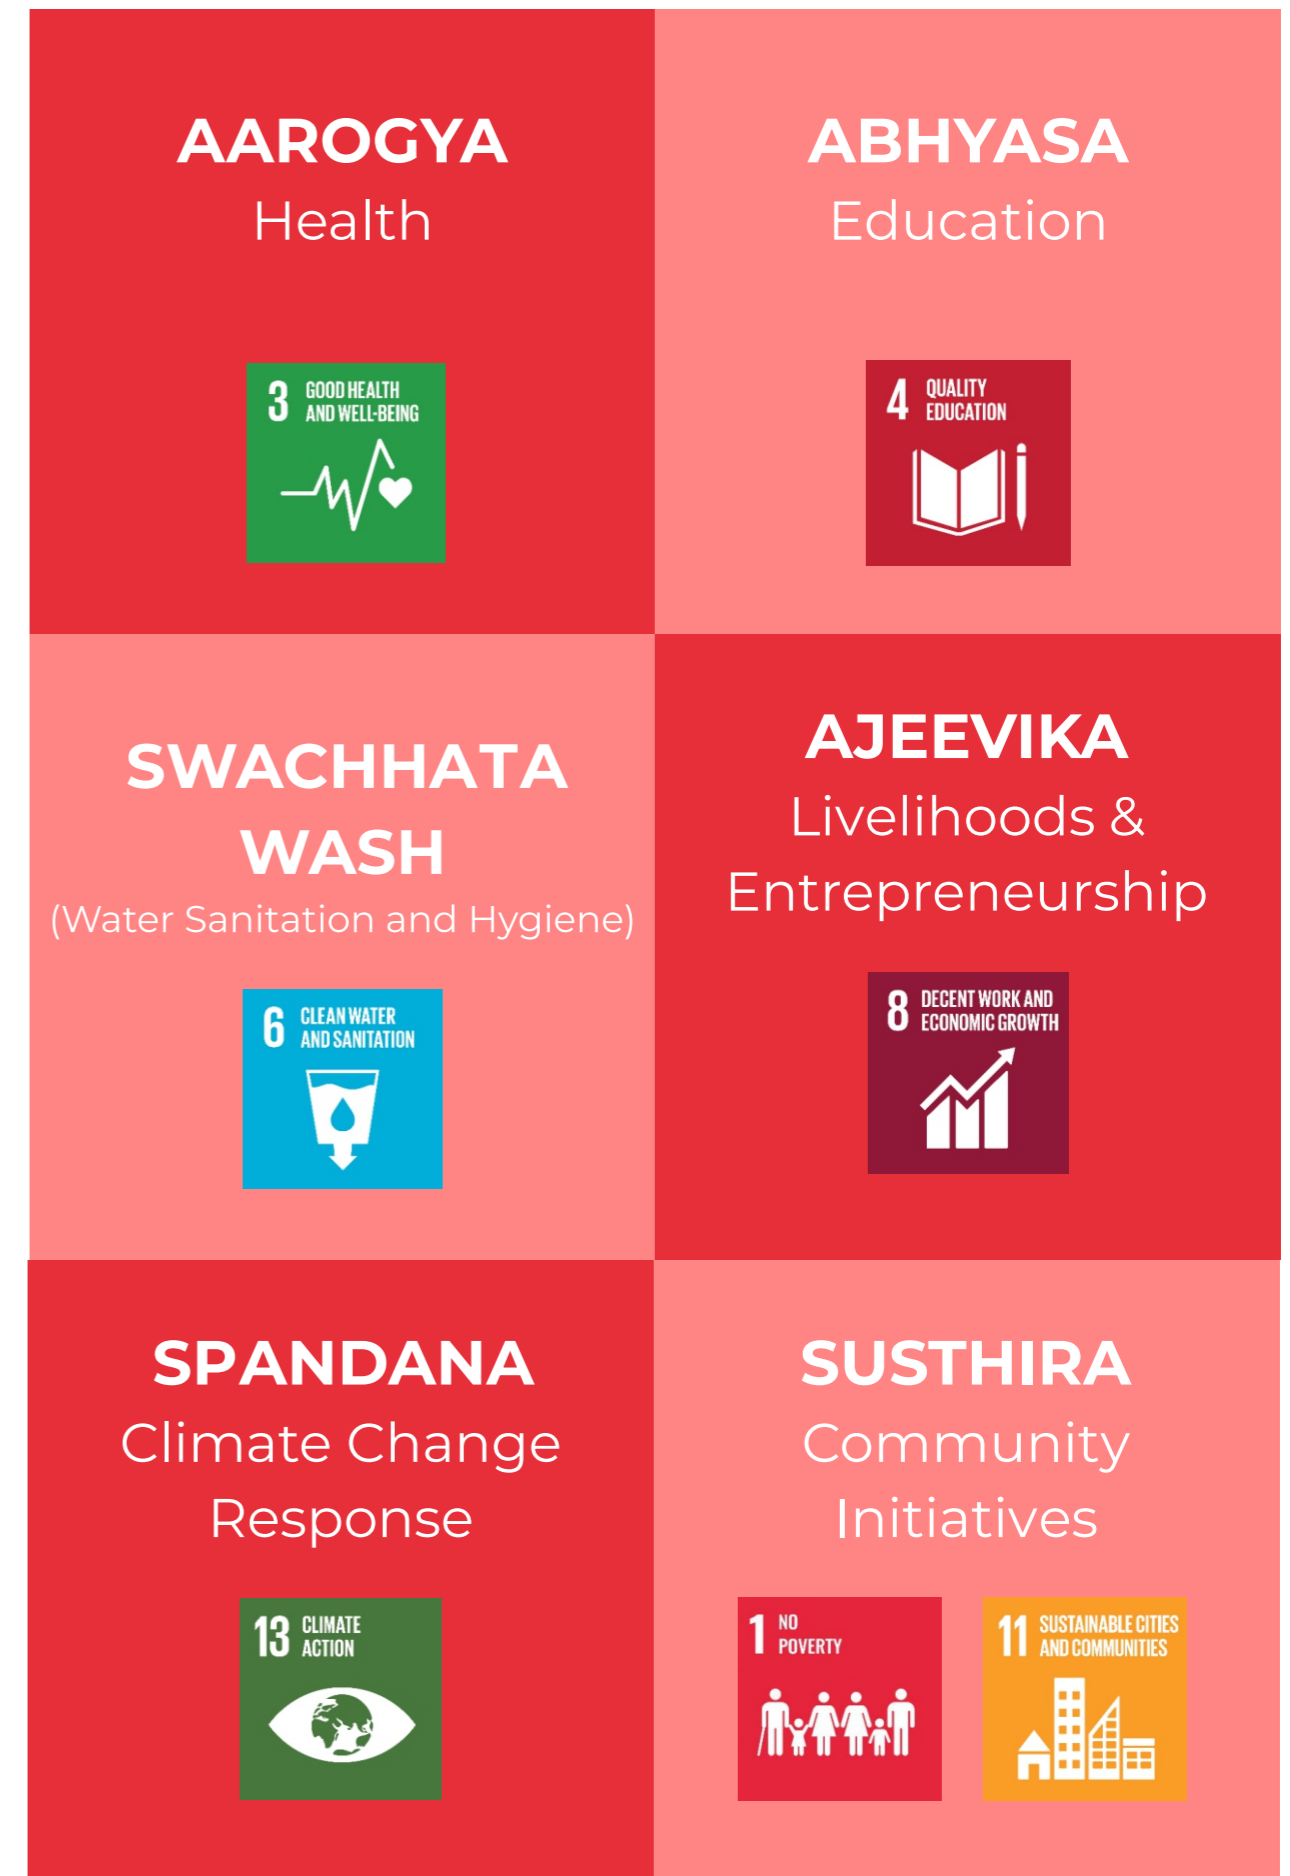 AAROGYA
Health
3 GOOD HEALTH
AND WELL-BEING
ABHYASA
Education
4 QUALITY
EDUCATION
SWACHHATA
WASH
(Water Sanitation and Hygiene)
6 CLEAN WATER
AND SANITATION
AJEEVIKA
Livelihoods &
Entrepreneurship
8 DECENT WORK AND
ECONOMIC GROWTH
SPANDANA
Climate Change
Response
13 CLIMATE
ACTION
SUSTHIRA
Community
Initiatives
1 NO
POVERTY
11 SUSTAINABLE CITIES
AND COMMUNITIES